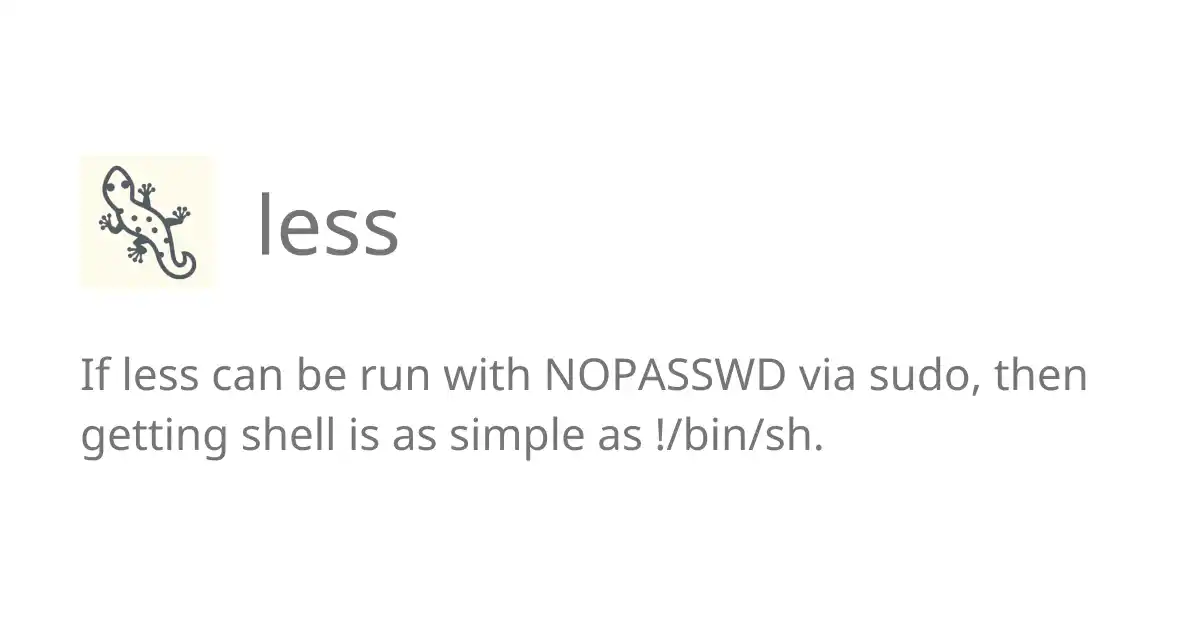 less
If less can be run with NOPASSWD via sudo, then
getting shell is as simple as !/bin/sh.